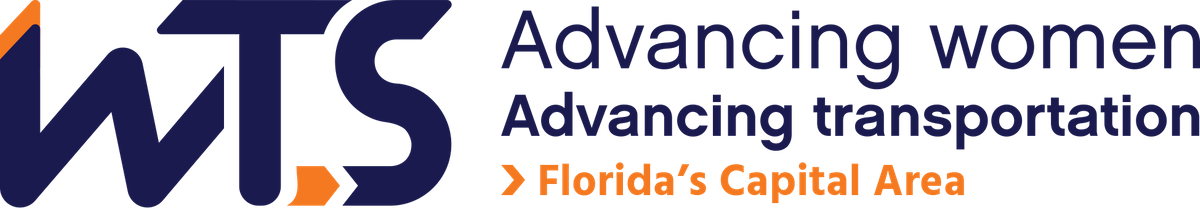 WTS
Advancing women
Advancing transportation
Florida's Capital Area